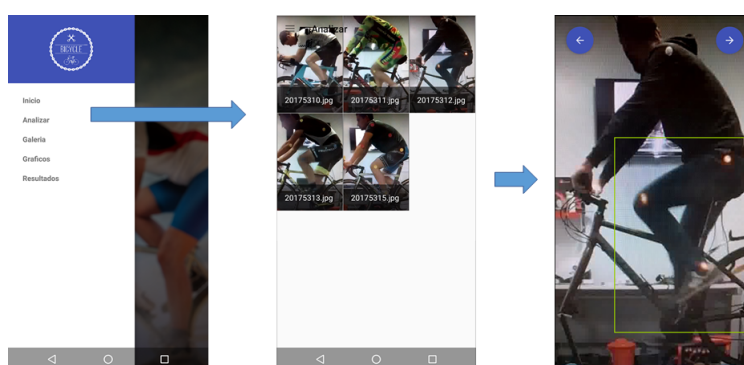 BICYCLE
Inicio
Analizar
Galeria
Graficos
Resultados
Analizar
20175310.jpg
20175311.jpg
20175312.jpg
20175313.jpg
20175315.jpg